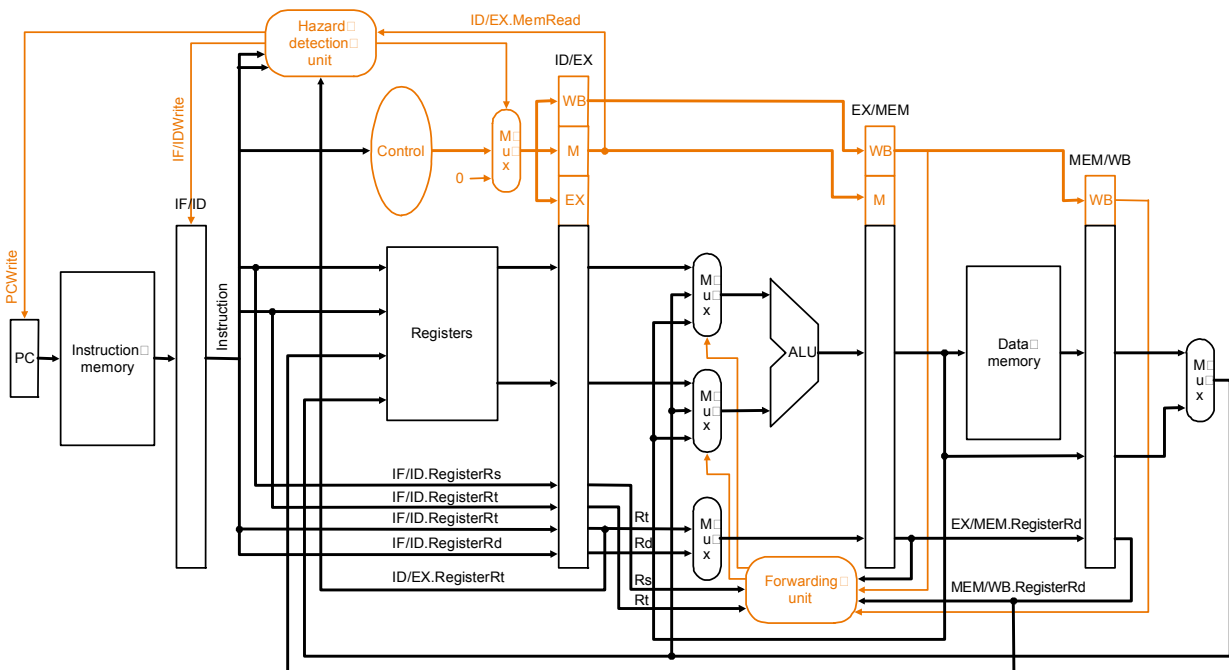 Hazard
detection
unit
ID/EX.MemRead
ID/EX
WB
EX/MEM
IF/IDWrite
Control
M
u
x
M
WB
MEM/WB
0
IF/ID
EX
M
WB
PCWrite
Instruction
PC
Instruction
memory
Registers
M
u
x
ALU
Data
memory
M
u
x
M
u
x
IF/ID.RegisterRs
IF/ID.RegisterRt
IF/ID.RegisterRt
IF/ID.RegisterRd
Rt
Rd
M
u
x
EX/MEM.RegisterRd
ID/EX.RegisterRt
Rs
Rt
Forwarding
unit
MEM/WB.RegisterRd